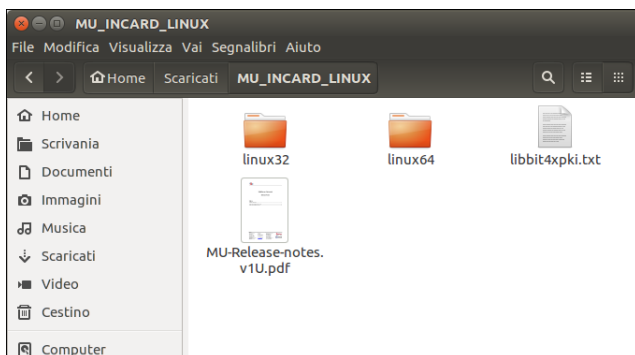 MU_INCARD_LINUX
File Modifica Visualizza Vai Segnalibri Aiuto
Home Scaricati MU_INCARD_LINUX
Home
Scrivania
Documenti
Immagini
Musica
Scaricati
Video
Cestino
Computer
linux32 linux64 libbit4xpki.txt
MU-Release-notes.
v1U.pdf